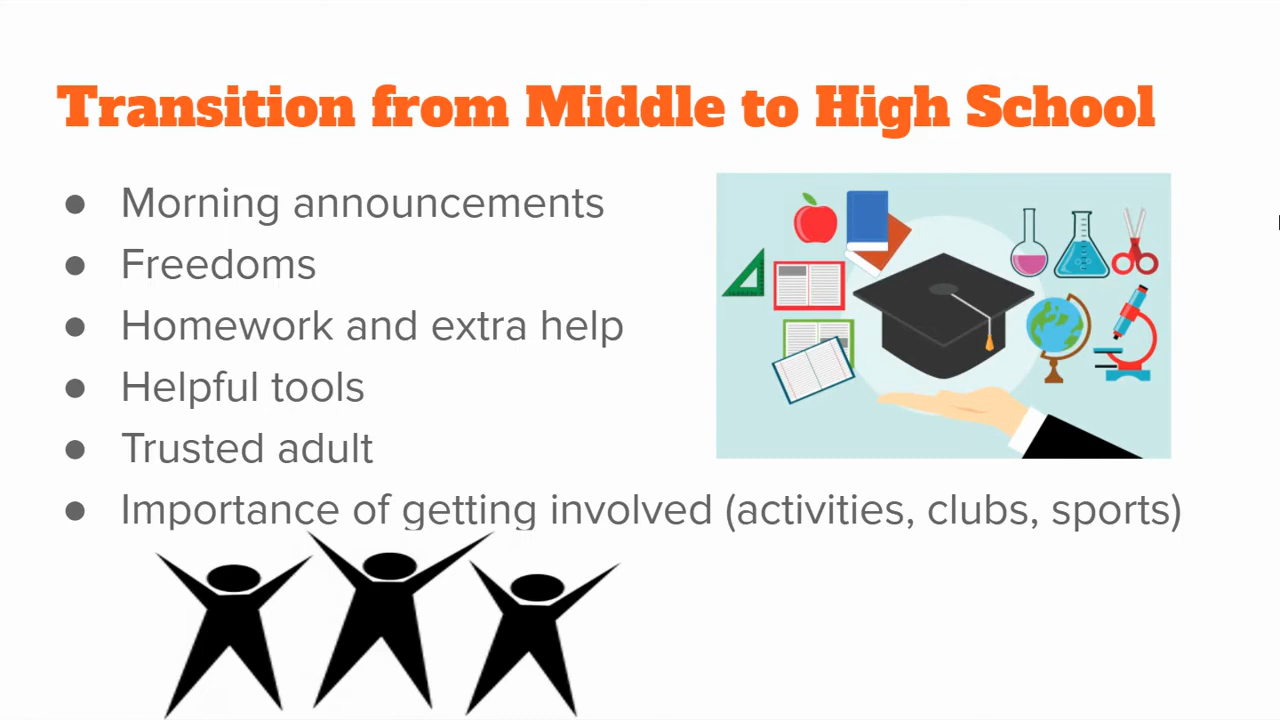 Transition from Middle to High School
● Morning announcements
● Freedoms
● Homework and extra help
● Helpful tools
● Trusted adult
● Importance of getting involved (activities, clubs, sports)